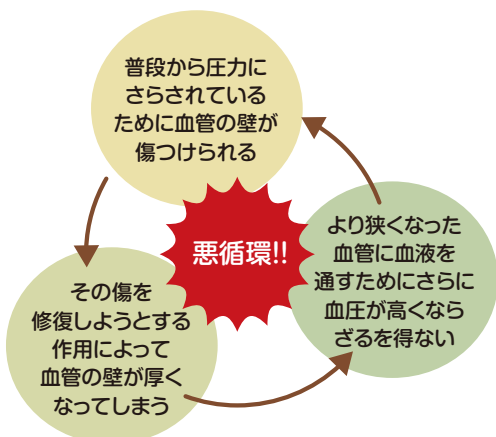 普段から圧力に
さらされている
ために血管の壁が
傷つけられる
悪循環!!
その傷を
修復しようとする
作用によって
血管の壁が厚く
なってしまう
より狭くなった
血管に血液を
通すためにさらに
血圧が高くなら
ざるを得ない